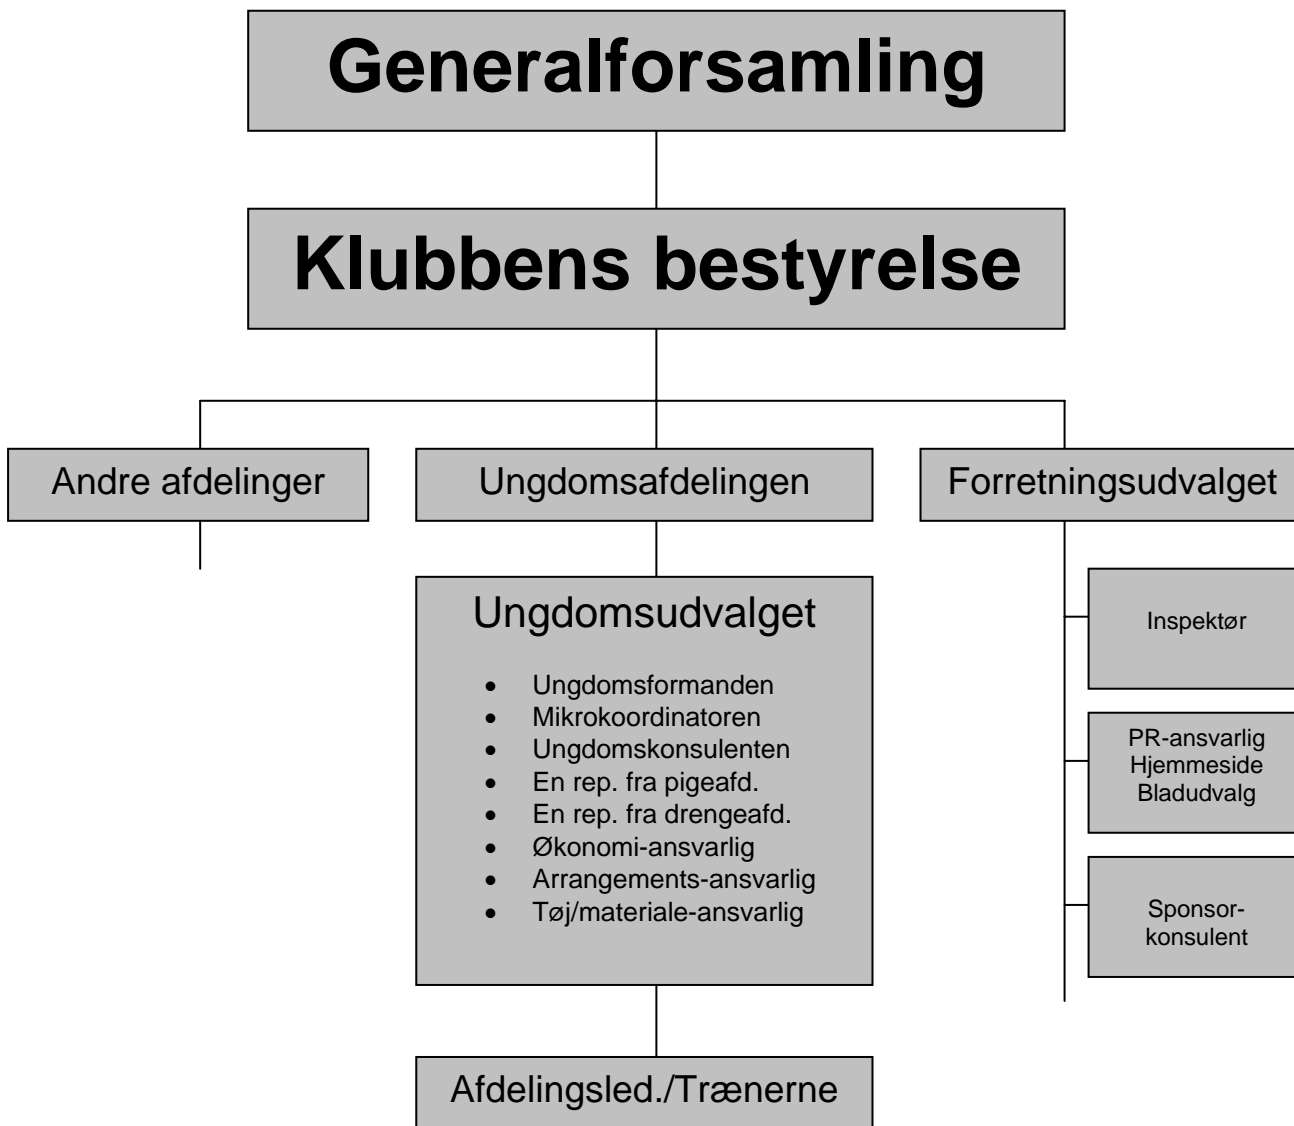 Generalforsamling
Klubbens bestyrelse
Andre afdelinger
Ungdomsafdelingen
Forretningsudvalget
Ungdomsudvalget
• Ungdomsformanden
• Mikrokoordinatoren
• Ungdomskonsulenten
• En rep. fra pigeafd.
• En rep. fra drengeafd.
• Økonomi-ansvarlig
• Arrangements-ansvarlig
• Tøj/materiale-ansvarlig
Inspektør
PR-ansvarlig
Hjemmeside
Bladudvalg
Sponsor-
konsulent
Afdelingsled./Trænerne